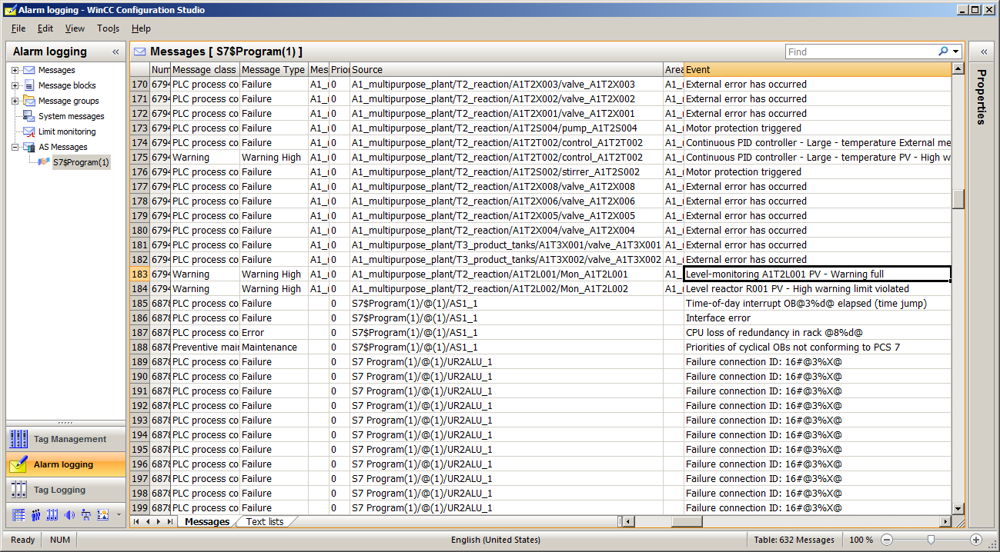 Alarm logging - WinCC Configuration Studio
File Edit View Tools Help
Alarm logging «
Messages
Message blocks
Message groups
System messages
Limit monitoring
AS Messages
S7$Program(1)
Tag Management
Alarm logging
Tag Logging
Messages [ S7$Program(1) ] Find
Num Message class Message Type Mes Prio Source Area Event
170 6794 PLC process co Failure A1_ 0 A1_multipurpose_plant/T2_reaction/A1T2X003/valve_A1T2X003 A1_ External error has occurred
171 6794 PLC process co Failure A1_ 0 A1_multipurpose_plant/T2_reaction/A1T2X002/valve_A1T2X002 A1_ External error has occurred
172 6794 PLC process co Failure A1_ 0 A1_multipurpose_plant/T2_reaction/A1T2X001/valve_A1T2X001 A1_ External error has occurred
173 6794 PLC process co Failure A1_ 0 A1_multipurpose_plant/T2_reaction/A1T2S004/pump_A1T2S004 A1_ Motor protection triggered
174 6794 PLC process co Failure A1_ 0 A1_multipurpose_plant/T2_reaction/A1T2T002/control_A1T2T002 A1_ Continuous PID controller - Large - temperature External me
175 6794 Warning Warning High A1_ 0 A1_multipurpose_plant/T2_reaction/A1T2T002/control_A1T2T002 A1_ Continuous PID controller - Large - temperature PV - High w
176 6794 PLC process co Failure A1_ 0 A1_multipurpose_plant/T2_reaction/A1T2S002/stirrer_A1T2S002 A1_ Motor protection triggered
177 6794 PLC process co Failure A1_ 0 A1_multipurpose_plant/T2_reaction/A1T2X008/valve_A1T2X008 A1_ External error has occurred
178 6794 PLC process co Failure A1_ 0 A1_multipurpose_plant/T2_reaction/A1T2X006/valve_A1T2X006 A1_ External error has occurred
179 6794 PLC process co Failure A1_ 0 A1_multipurpose_plant/T2_reaction/A1T2X005/valve_A1T2X005 A1_ External error has occurred
180 6794 PLC process co Failure A1_ 0 A1_multipurpose_plant/T2_reaction/A1T2X004/valve_A1T2X004 A1_ External error has occurred
181 6794 PLC process co Failure A1_ 0 A1_multipurpose_plant/T3_product_tanks/A1T3X001/valve_A1T3X001 A1_ External error has occurred
182 6794 PLC process co Failure A1_ 0 A1_multipurpose_plant/T3_product_tanks/A1T3X002/valve_A1T3X002 A1_ External error has occurred
183 6794 Warning Warning High A1_ 0 A1_multipurpose_plant/T2_reaction/A1T2L001/Mon_A1T2L001 A1_ Level-monitoring A1T2L001 PV - Warning full
184 6794 Warning Warning High A1_ 0 A1_multipurpose_plant/T2_reaction/A1T2L002/Mon_A1T2L002 A1_ Level reactor R001 PV - High warning limit violated
185 6878 PLC process co Failure 0 S7$Program(1)/@(1)/AS1_1 Time-of-day interrupt OB@3%d@ elapsed (time jump)
186 6878 PLC process co Failure 0 S7$Program(1)/@(1)/AS1_1 Interface error
187 6878 PLC process co Error 0 S7$Program(1)/@(1)/AS1_1 CPU loss of redundancy in rack @8%d@
188 6878 Preventive main Maintenance 0 S7$Program(1)/@(1)/AS1_1 Priorities of cyclical OBs not conforming to PCS 7
189 6878 PLC process co Failure 0 S7 Program(1)/@(1)/UR2ALU_1 Failure connection ID: 16#@3%X@
190 6878 PLC process co Failure 0 S7 Program(1)/@(1)/UR2ALU_1 Failure connection ID: 16#@3%X@
191 6878 PLC process co Failure 0 S7 Program(1)/@(1)/UR2ALU_1 Failure connection ID: 16#@3%X@
192 6878 PLC process co Failure 0 S7 Program(1)/@(1)/UR2ALU_1 Failure connection ID: 16#@3%X@
193 6878 PLC process co Failure 0 S7 Program(1)/@(1)/UR2ALU_1 Failure connection ID: 16#@3%X@
194 6878 PLC process co Failure 0 S7 Program(1)/@(1)/UR2ALU_1 Failure connection ID: 16#@3%X@
195 6878 PLC process co Failure 0 S7 Program(1)/@(1)/UR2ALU_1 Failure connection ID: 16#@3%X@
196 6878 PLC process co Failure 0 S7 Program(1)/@(1)/UR2ALU_1 Failure connection ID: 16#@3%X@
197 6878 PLC process co Failure 0 S7 Program(1)/@(1)/UR2ALU_1 Failure connection ID: 16#@3%X@
198 6878 PLC process co Failure 0 S7 Program(1)/@(1)/UR2ALU_1 Failure connection ID: 16#@3%X@
199 6878 PLC process co Failure 0 S7 Program(1)/@(1)/UR2ALU_1 Failure connection ID: 16#@3%X@
Messages Text lists
«
Properties
Ready NUM English (United States) Table: 632 Messages 100 %